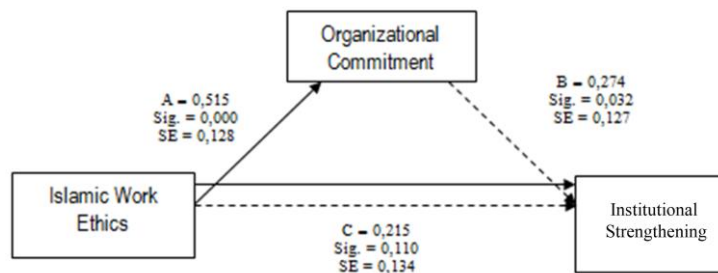 Organizational
Commitment
A = 0,515
Sig. = 0,000
SE = 0,128
B = 0,274
Sig. = 0,032
SE = 0,127
Islamic Work
Ethics
Institutional
Strengthening
C = 0,215
Sig. = 0,110
SE = 0,134